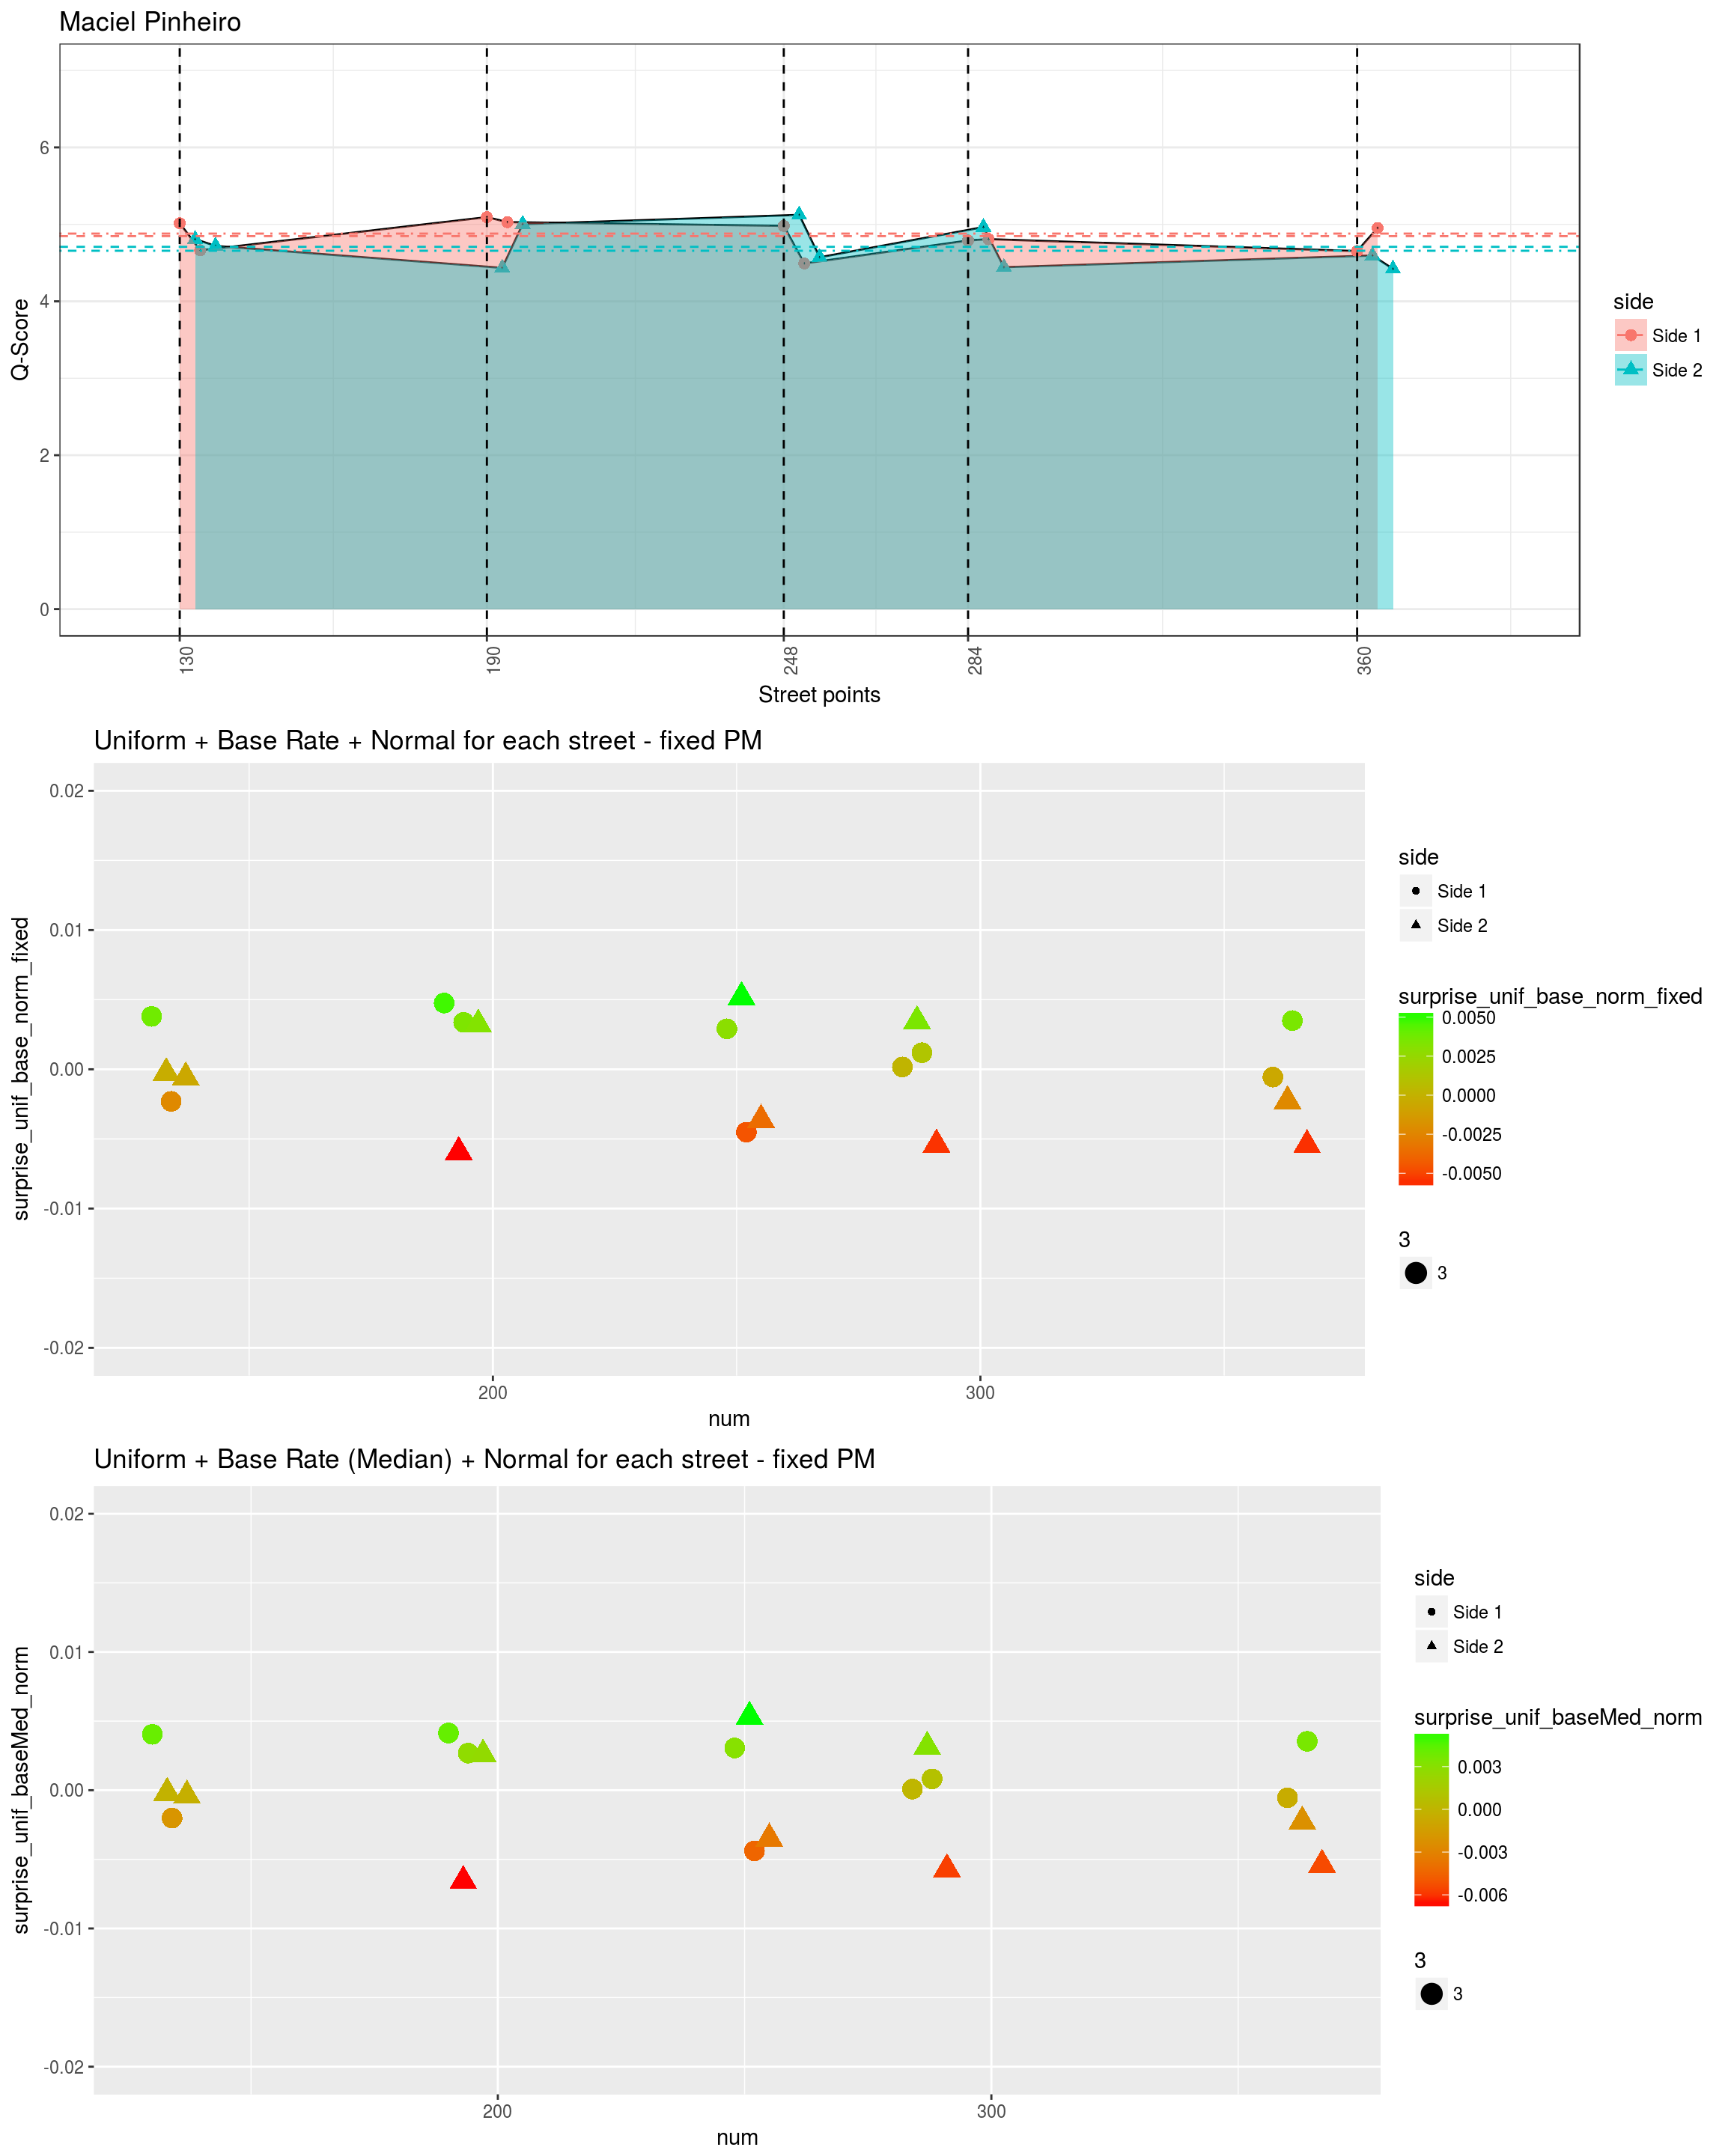 Maciel Pinheiro
6
4
2
0
Q-Score
130
190
248
284
360
Street points
side
Side 1
Side 2
Uniform + Base Rate + Normal for each street - fixed PM
0.02
0.01
0.00
-0.01
-0.02
surprise_unif_base_norm_fixed
200
300
num
side
Side 1
Side 2
surprise_unif_base_norm_fixed
0.0050
0.0025
0.0000
-0.0025
-0.0050
3
3
Uniform + Base Rate (Median) + Normal for each street - fixed PM
0.02
0.01
0.00
-0.01
-0.02
surprise_unif_baseMed_norm
200
300
num
side
Side 1
Side 2
surprise_unif_baseMed_norm
0.003
0.000
-0.003
-0.006
3
3